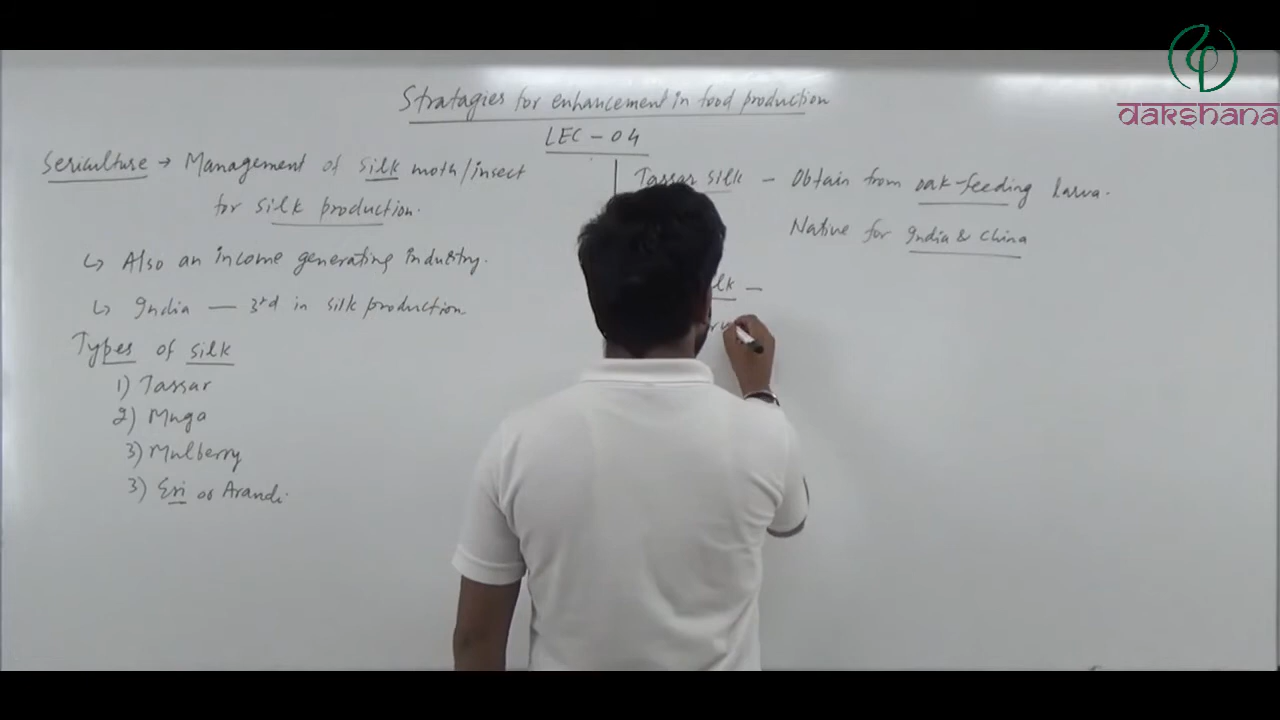 Stratagies for enhancement in food production
LEC - 04
Sericulture → Management of silk moth/insect
for silk production.
↳ Also an income generating industry.
↳ India — 3rd in silk production.
Types of silk
1) Tassar
2) Muga
3) Mulberry
3) Eri or Arandi.
Tassar silk - Obtain from oak-feeding larva.
Native for India & China
dakshana